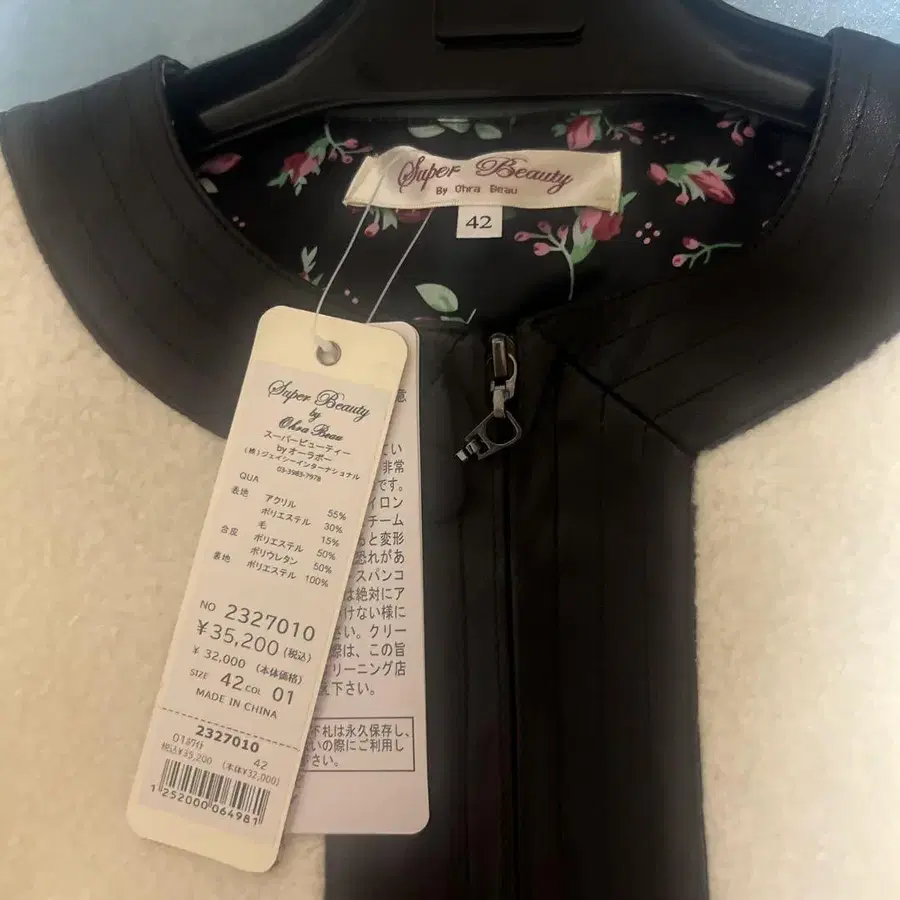 Super Beauty
By Ohra Beau
42
Super Beauty
by
Ohra Beau
スーパービューティー
byオーラボー
(株)ジェイシーインターナショナル
03-3983-7978
QUA
表地 アクリル 55%
ポリエステル 30%
毛 15%
合皮 ポリエステル 50%
ポリウレタン 50%
裏地 ポリエステル 100%
NO 2327010
¥35,200(税込)
¥ 32,000 (本体価格)
SIZE 42 COL 01
MADE IN CHINA
2327010
01ホワイト 42
税込¥35,200 (本体¥32,000)
1252000064981
意
てい
非常
です。
イロン
チーム
と変形
恐れがあ
スパンコ
は絶対にア
けない様に
さい。クリー
際は、この旨
リーニング店
え下さい。
下札は永久保存し、
いの際にご利用し
さい。